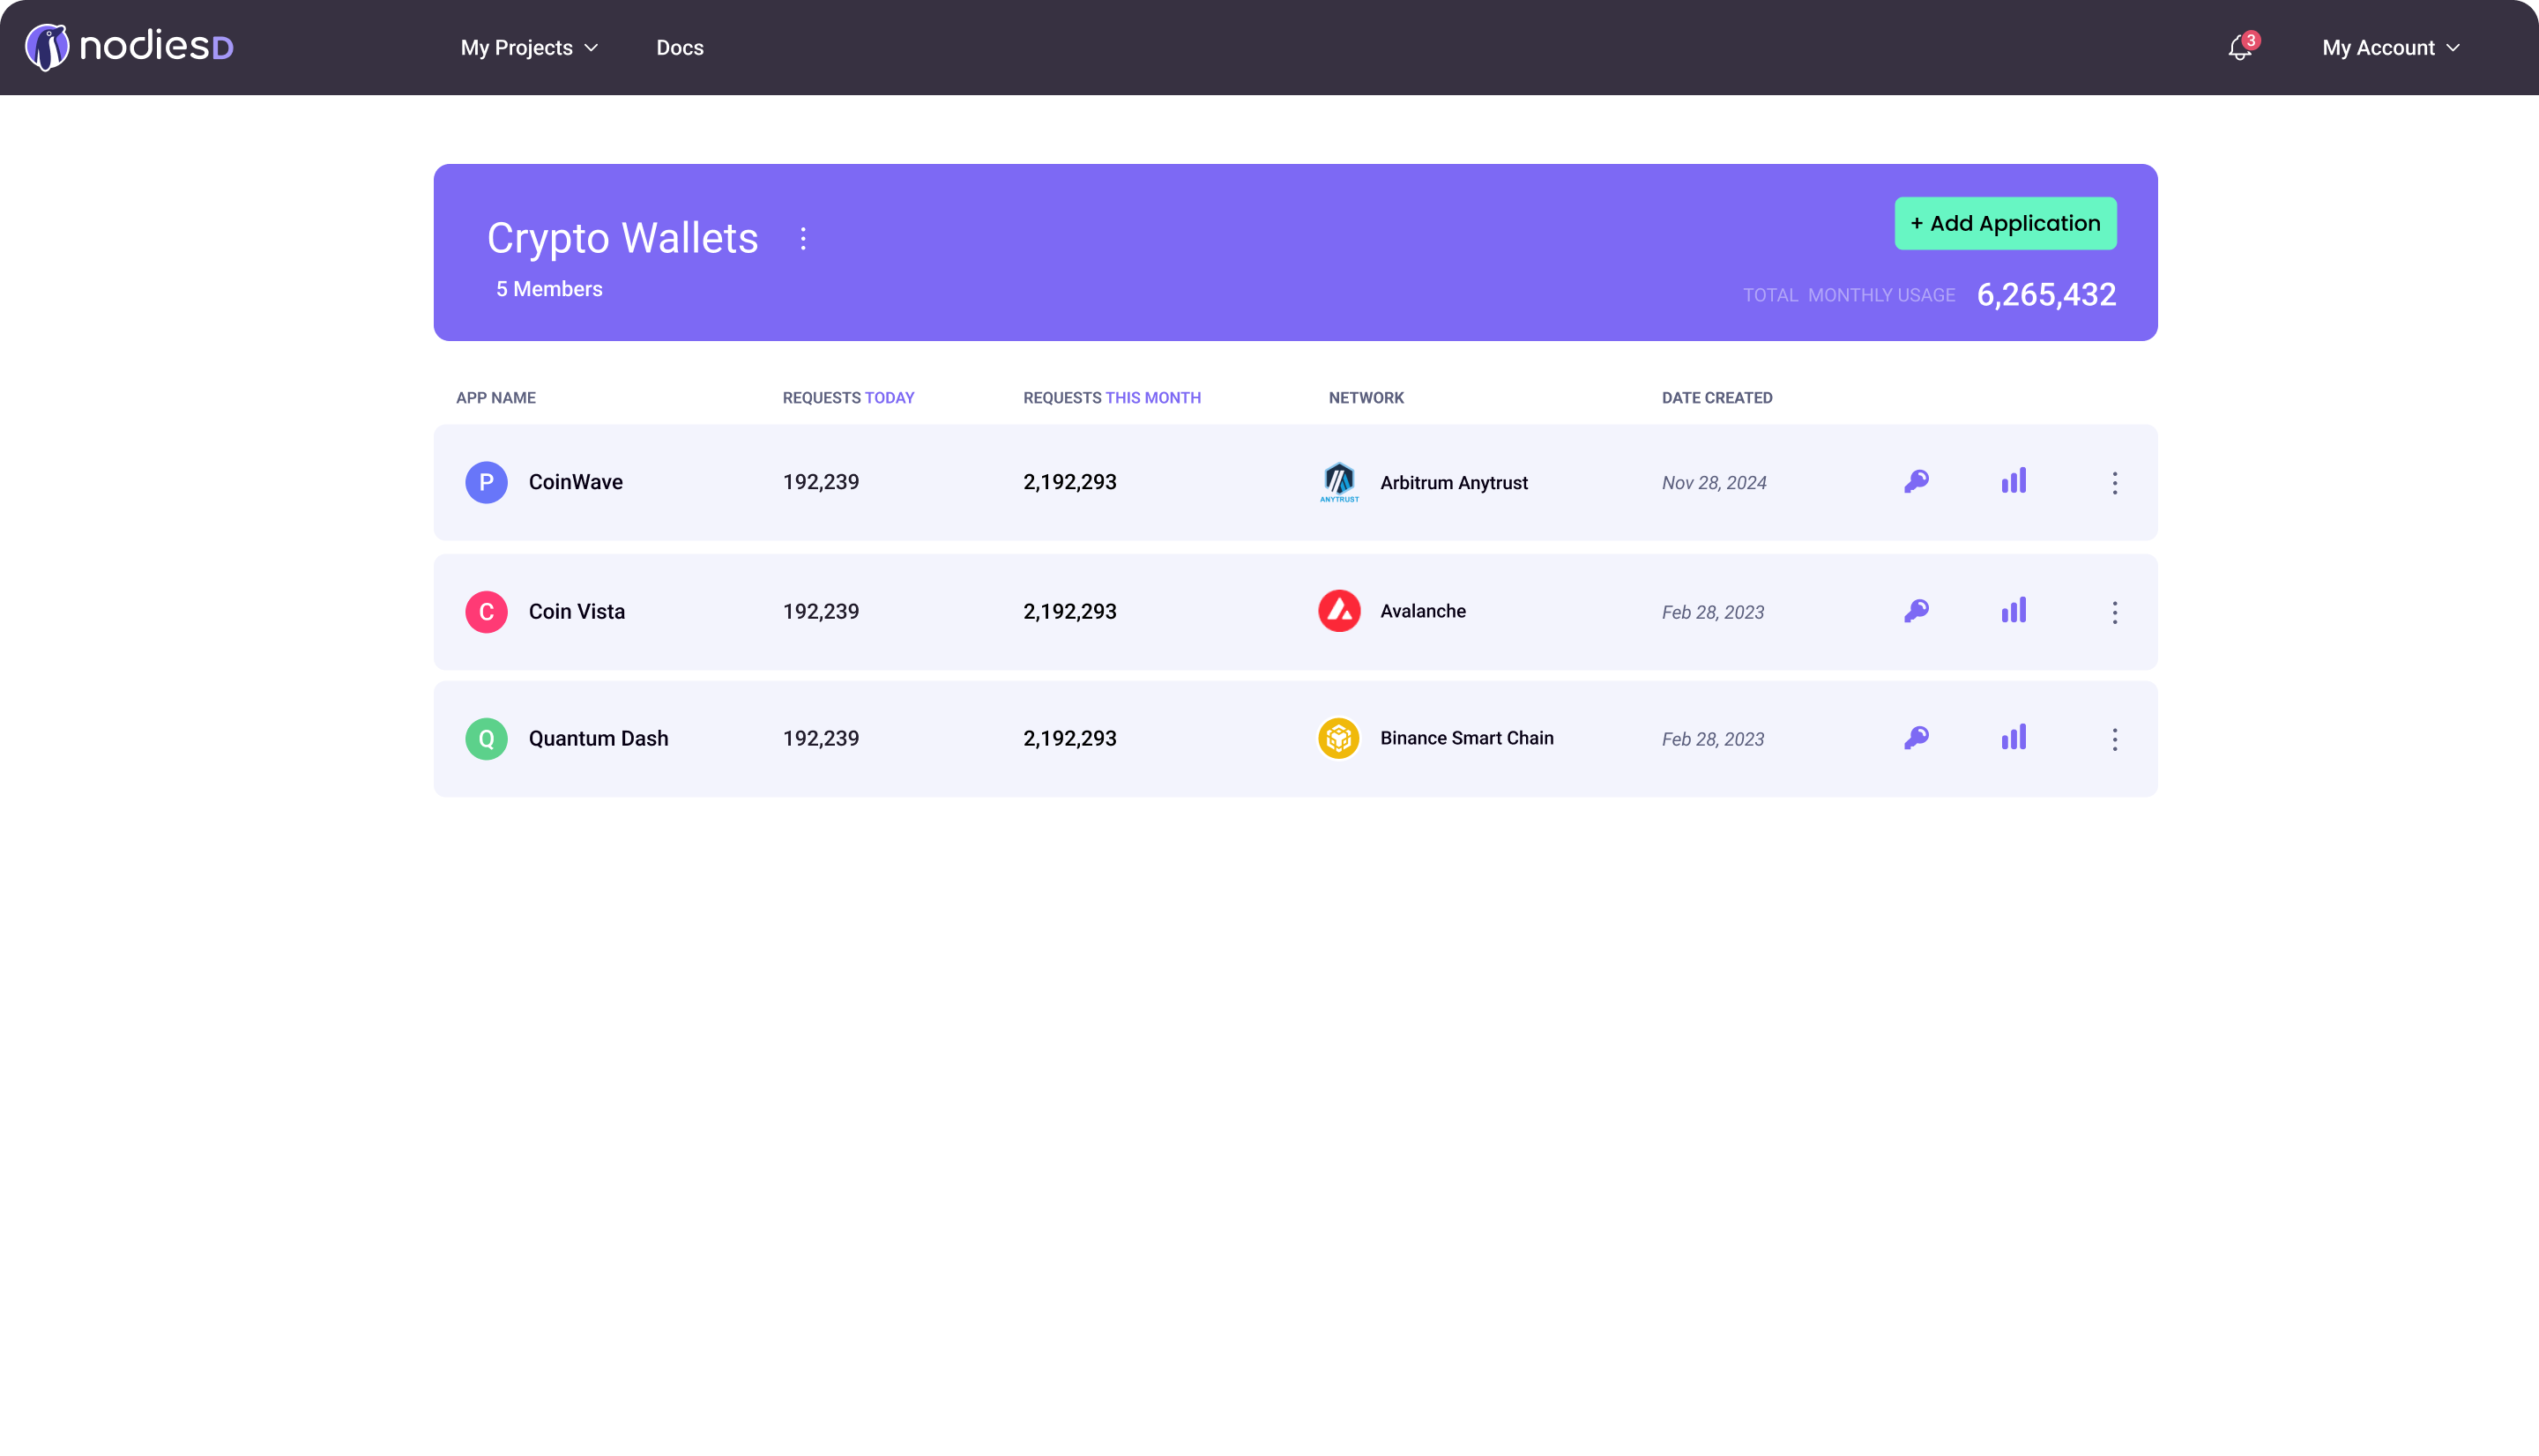 nodiesD
My Projects
Docs
3
My Account
Crypto Wallets
+ Add Application
5 Members
TOTAL MONTHLY USAGE 6,265,432
APP NAME
REQUESTS TODAY
REQUESTS THIS MONTH
NETWORK
DATE CREATED
P
CoinWave
192,239
2,192,293
ANYTRUST
Arbitrum Anytrust
Nov 28, 2024
C
Coin Vista
192,239
2,192,293
Avalanche
Feb 28, 2023
Q
Quantum Dash
192,239
2,192,293
Binance Smart Chain
Feb 28, 2023